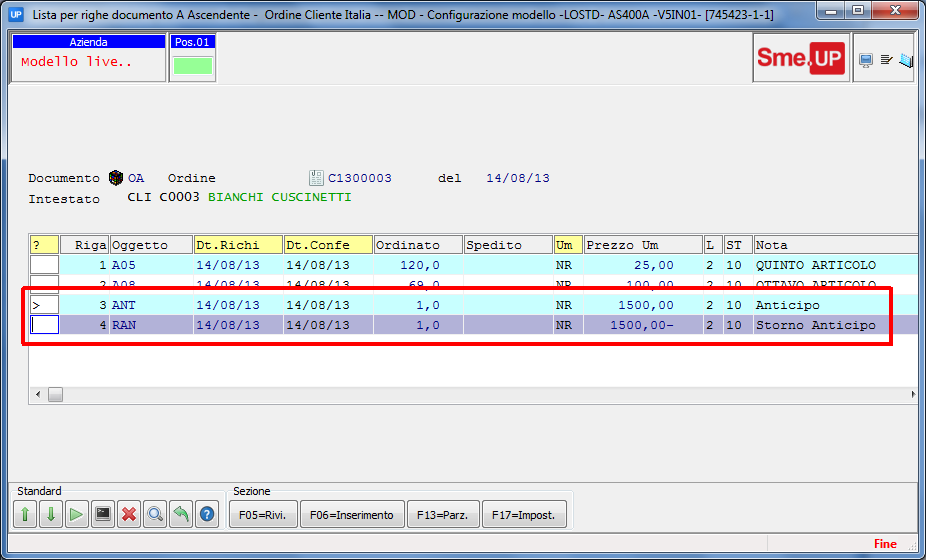 UP Lista per righe documento A Ascendente - Ordine Cliente Italia -- MOD - Configurazione modello -LOSTD- AS400A -V5IN01- [745423-1-1]
Azienda Pos.01
Modello live.. Sme.UP
Documento OA Ordine C1300003 del 14/08/13
Intestato CLI C0003 BIANCHI CUSCINETTI
? Riga Oggetto Dt.Richi Dt.Confe Ordinato Spedito Um Prezzo Um L ST Nota
1 A05 14/08/13 14/08/13 120,0 NR 25,00 2 10 QUINTO ARTICOLO
2 A08 14/08/13 14/08/13 69,0 NR 100,00 2 10 OTTAVO ARTICOLO
> 3 ANT 14/08/13 14/08/13 1,0 NR 1500,00 2 10 Anticipo
4 RAN 14/08/13 14/08/13 1,0 NR 1500,00- 2 10 Storno Anticipo
Standard Sezione
F05=Rivi. F06=Inserimento F13=Parz. F17=Impost.
Fine